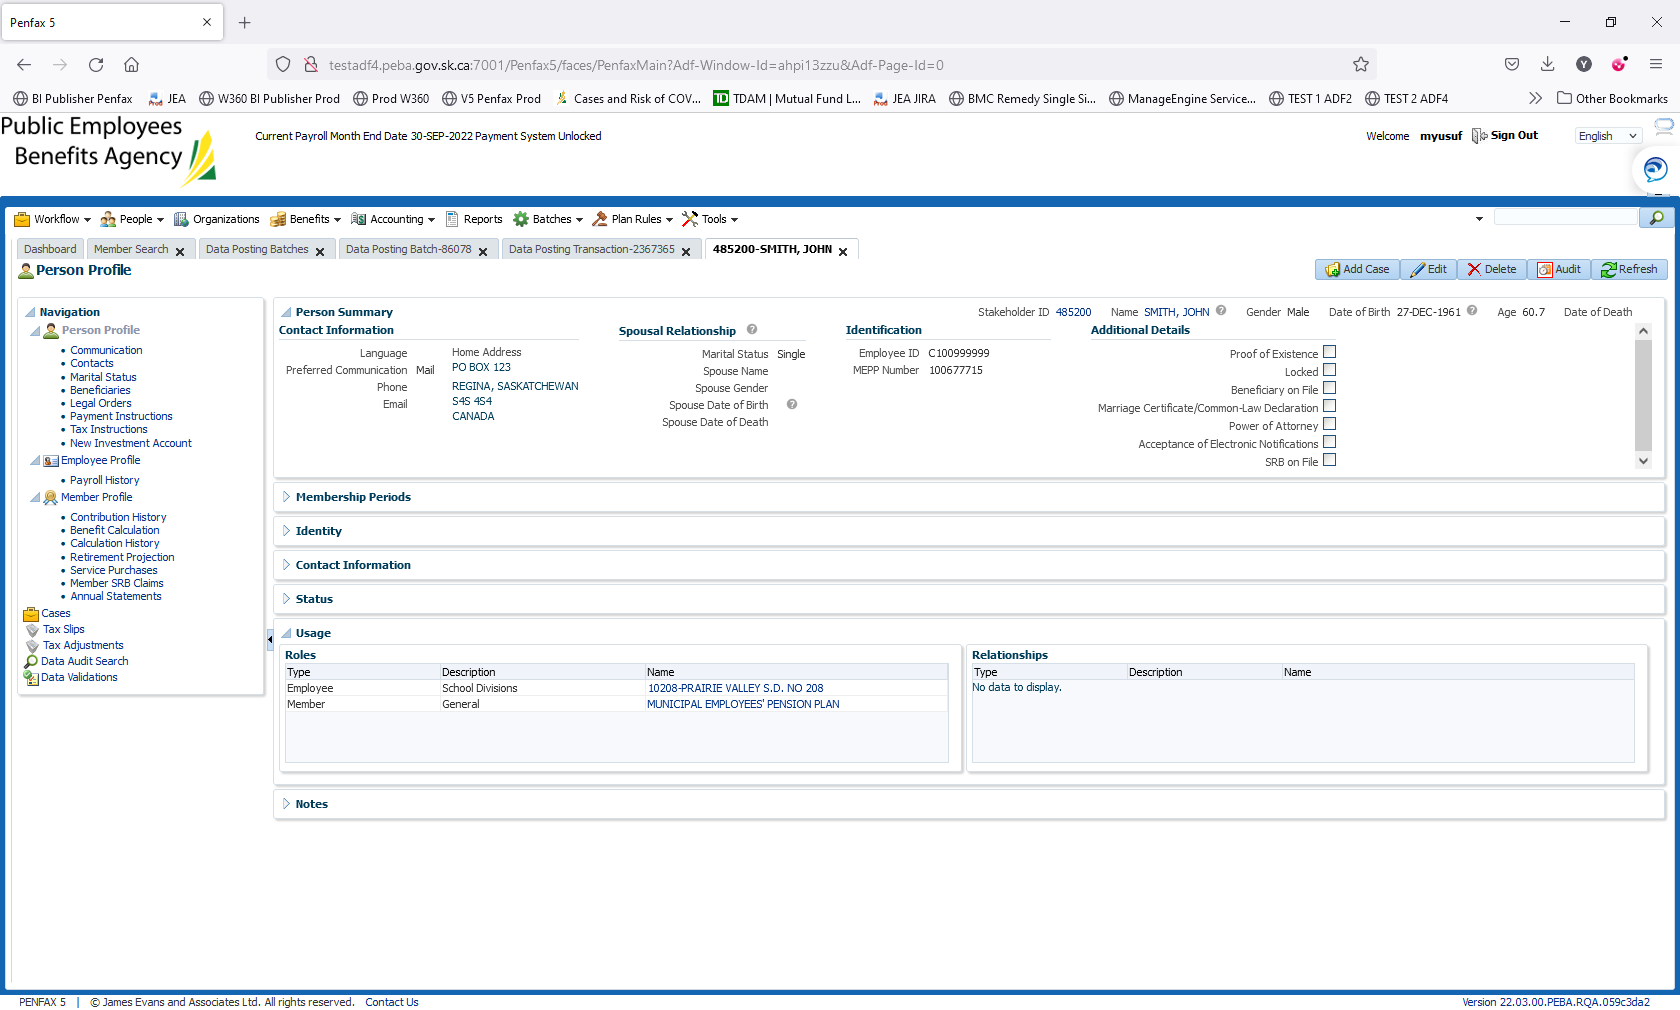 Penfax 5
testadf4.peba.gov.sk.ca:7001/Penfax5/faces/PenfaxMain?Adf-Window-Id=ahpi13zzu&Adf-Page-Id=0
BI Publisher Penfax JEA W360 BI Publisher Prod Prod W360 V5 Penfax Prod Cases and Risk of COV... TD TDAM | Mutual Fund L... JEA JIRA BMC Remedy Single Si... ManageEngine Service... TEST 1 ADF2 TEST 2 ADF4 Other Bookmarks
Public Employees
Benefits Agency
Current Payroll Month End Date 30-SEP-2022 Payment System Unlocked
Welcome myusuf Sign Out English
Workflow People Organizations Benefits Accounting Reports Batches Plan Rules Tools
Dashboard Member Search Data Posting Batches Data Posting Batch-86078 Data Posting Transaction-2367365 485200-SMITH, JOHN
Person Profile
Add Case Edit Delete Audit Refresh
Navigation
Person Profile
Communication
Contacts
Marital Status
Beneficiaries
Legal Orders
Payment Instructions
Tax Instructions
New Investment Account
Employee Profile
Payroll History
Member Profile
Contribution History
Benefit Calculation
Calculation History
Retirement Projection
Service Purchases
Member SRB Claims
Annual Statements
Cases
Tax Slips
Tax Adjustments
Data Audit Search
Data Validations
Person Summary
Stakeholder ID 485200 Name SMITH, JOHN Gender Male Date of Birth 27-DEC-1961 Age 60.7 Date of Death
Contact Information
Language
Preferred Communication Mail
Phone
Email
Home Address
PO BOX 123
REGINA, SASKATCHEWAN
S4S 4S4
CANADA
Spousal Relationship
Marital Status Single
Spouse Name
Spouse Gender
Spouse Date of Birth
Spouse Date of Death
Identification
Employee ID C100999999
MEPP Number 100677715
Additional Details
Proof of Existence
Locked
Beneficiary on File
Marriage Certificate/Common-Law Declaration
Power of Attorney
Acceptance of Electronic Notifications
SRB on File
Membership Periods
Identity
Contact Information
Status
Usage
Roles
Type Description Name
Employee School Divisions 10208-PRAIRIE VALLEY S.D. NO 208
Member General MUNICIPAL EMPLOYEES' PENSION PLAN
Relationships
Type Description Name
No data to display.
Notes
PENFAX 5 | © James Evans and Associates Ltd. All rights reserved. Contact Us
Version 22.03.00.PEBA.RQA.059c3da2